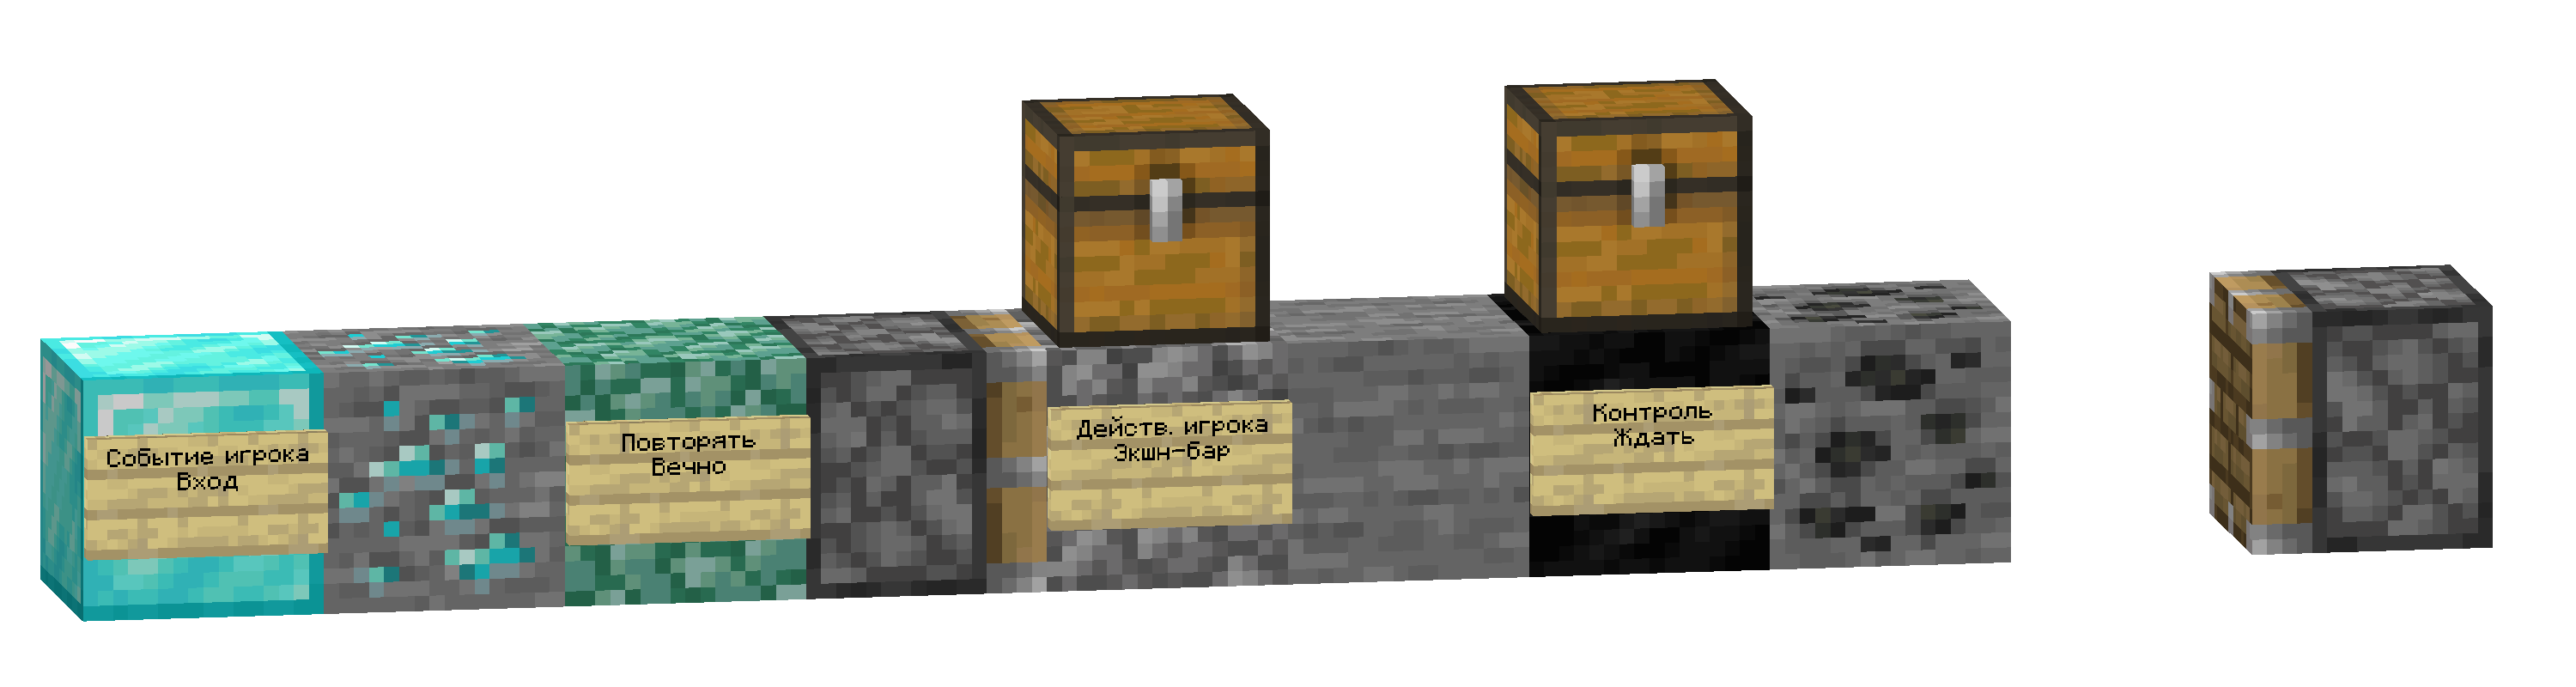 Событие игрока
Вход
Повторять
Вечно
Действ. игрока
Экшн-бар
Контроль
Ждать